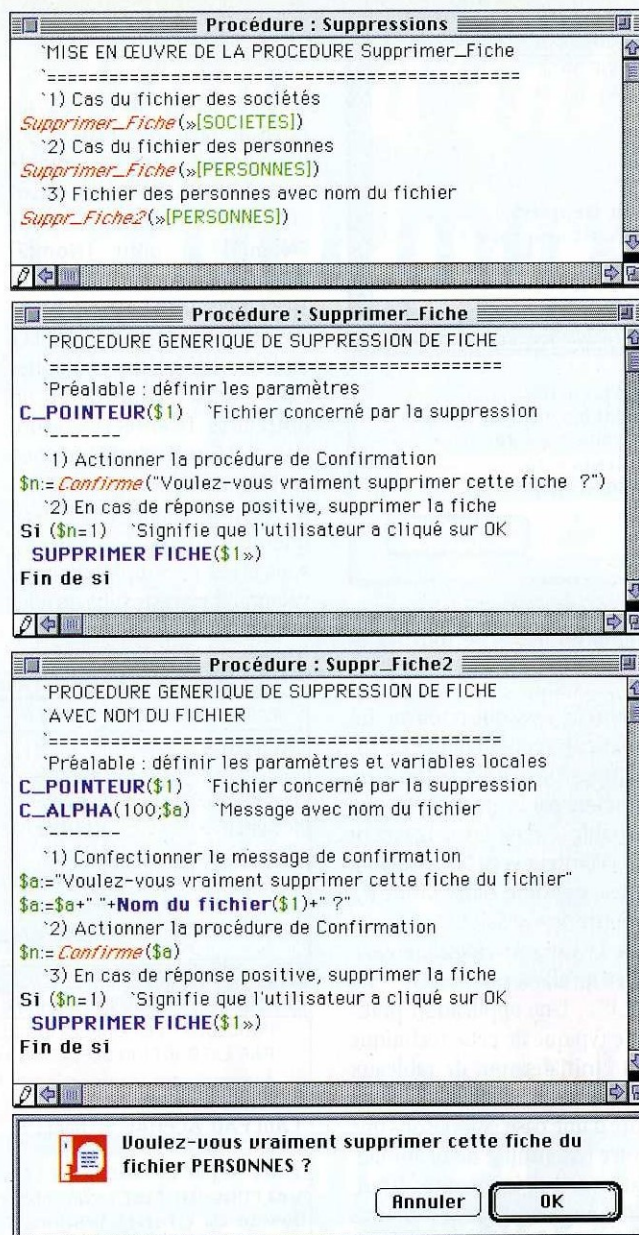 Procédure : Suppressions
`MISE EN ŒUVRE DE LA PROCEDURE Supprimer_Fiche
`==============================================
`1) Cas du fichier des sociétés
Supprimer_Fiche(»[SOCIETES])
`2) Cas du fichier des personnes
Supprimer_Fiche(»[PERSONNES])
`3) Fichier des personnes avec nom du fichier
Suppr_Fiche2(»[PERSONNES])
Procédure : Supprimer_Fiche
`PROCEDURE GENERIQUE DE SUPPRESSION DE FICHE
`============================================
`Préalable : définir les paramètres
C_POINTEUR($1) `Fichier concerné par la suppression
`-------
`1) Actionner la procédure de Confirmation
$n:=Confirme("Voulez-vous vraiment supprimer cette fiche ?")
`2) En cas de réponse positive, supprimer la fiche
Si ($n=1) `Signifie que l'utilisateur a cliqué sur OK
SUPPRIMER FICHE($1»)
Fin de si
Procédure : Suppr_Fiche2
`PROCEDURE GENERIQUE DE SUPPRESSION DE FICHE
`AVEC NOM DU FICHIER
`============================================
`Préalable : définir les paramètres et variables locales
C_POINTEUR($1) `Fichier concerné par la suppression
C_ALPHA(100;$a) `Message avec nom du fichier
`-------
`1) Confectionner le message de confirmation
$a:="Voulez-vous vraiment supprimer cette fiche du fichier"
$a:=$a+" "+Nom du fichier($1)+" ?"
`2) Actionner la procédure de Confirmation
$n:=Confirme($a)
`3) En cas de réponse positive, supprimer la fiche
Si ($n=1) `Signifie que l'utilisateur a cliqué sur OK
SUPPRIMER FICHE($1»)
Fin de si
Voulez-vous vraiment supprimer cette fiche du
fichier PERSONNES ?
Annuler OK